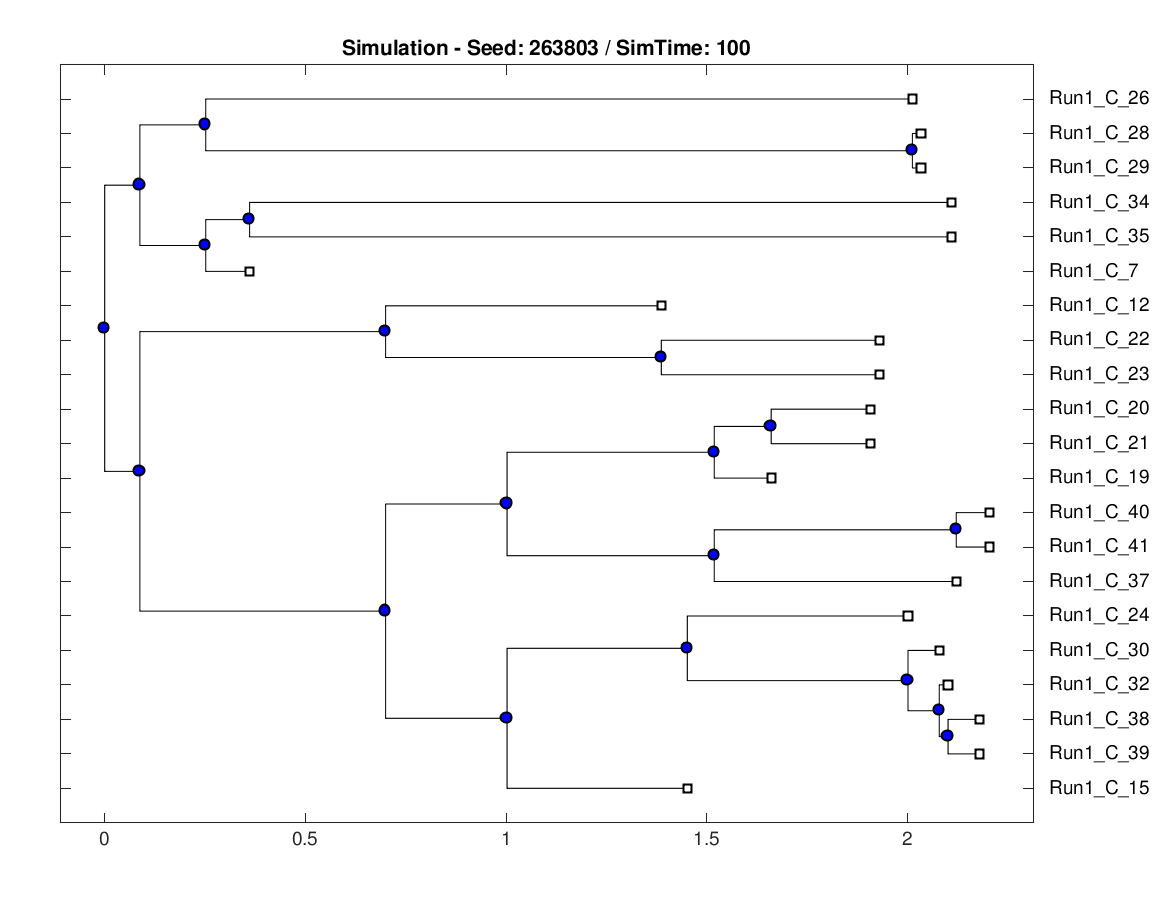 Simulation - Seed: 263803 / SimTime: 100
Run1_C_26
Run1_C_28
Run1_C_29
Run1_C_34
Run1_C_35
Run1_C_7
Run1_C_12
Run1_C_22
Run1_C_23
Run1_C_20
Run1_C_21
Run1_C_19
Run1_C_40
Run1_C_41
Run1_C_37
Run1_C_24
Run1_C_30
Run1_C_32
Run1_C_38
Run1_C_39
Run1_C_15
0 0.5 1 1.5 2